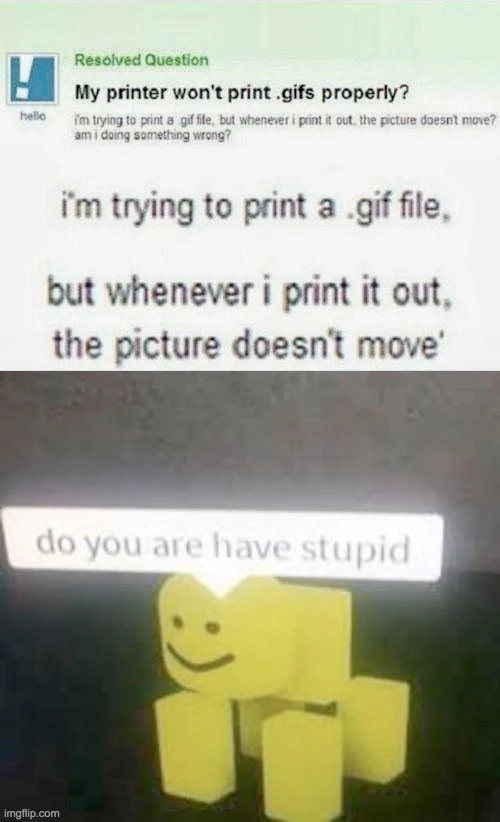 Resolved Question
My printer won't print .gifs properly?
hello
i'm trying to print a .gif file, but whenever i print it out, the picture doesn't move?
am i doing something wrong?
i'm trying to print a .gif file,
but whenever i print it out,
the picture doesn't move'
do you are have stupid
imgflip.com